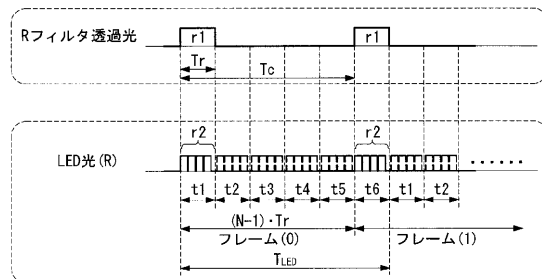 Rフィルタ透過光
r1
r1
Tr
Tc
r2
r2
LED光(R)
t1 t2 t3 t4 t5 t6 t1 t2
(N-1)・Tr
フレーム(0) フレーム(1)
TLED